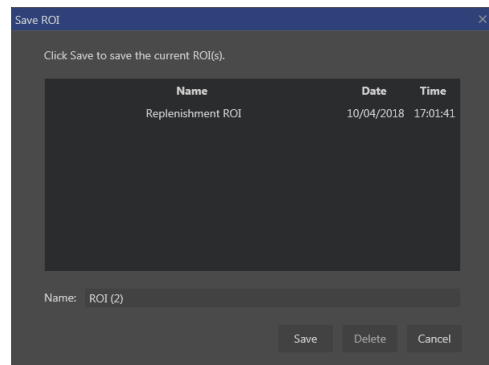 Save ROI
Click Save to save the current ROI(s).
Name Date Time
Replenishment ROI 10/04/2018 17:01:41
Name: ROI (2)
Save Delete Cancel